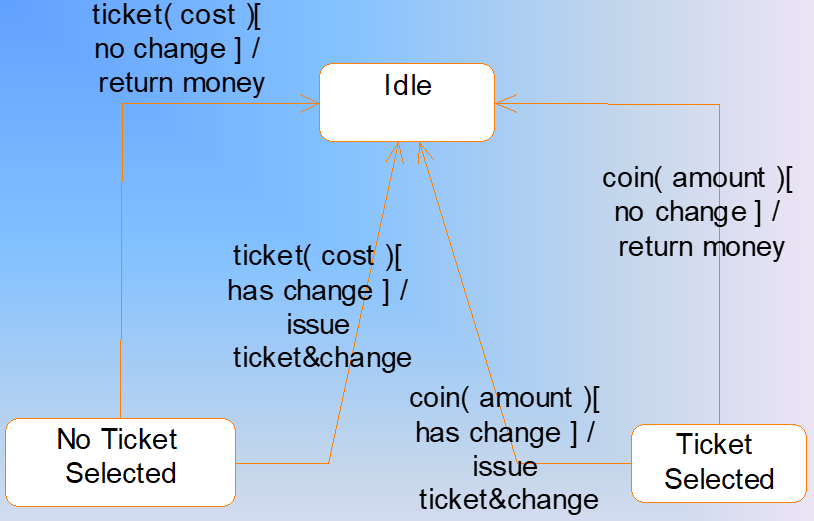 ticket( cost )[
no change ] /
return money
Idle
coin( amount )[
no change ] /
return money
ticket( cost )[
has change ] /
issue
ticket&change
coin( amount )[
has change ] /
issue
ticket&change
No Ticket
Selected
Ticket
Selected